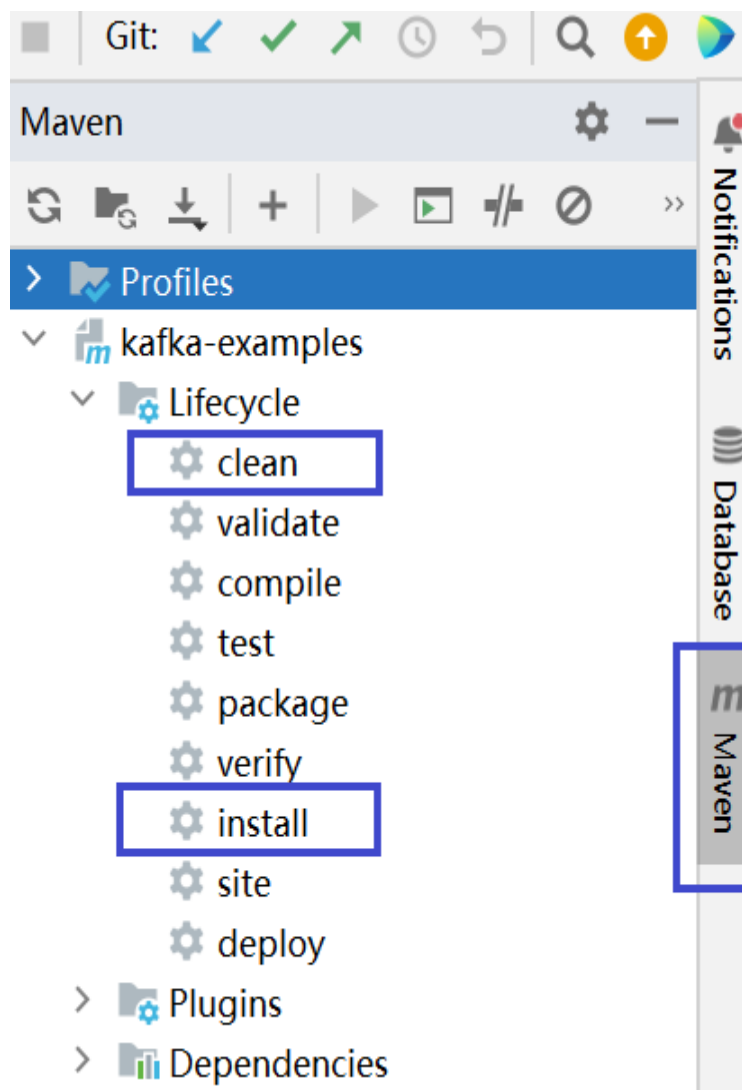 Git:
Maven
Profiles
kafka-examples
Lifecycle
clean
validate
compile
test
package
verify
install
site
deploy
Plugins
Dependencies
Notifications
Database
Maven